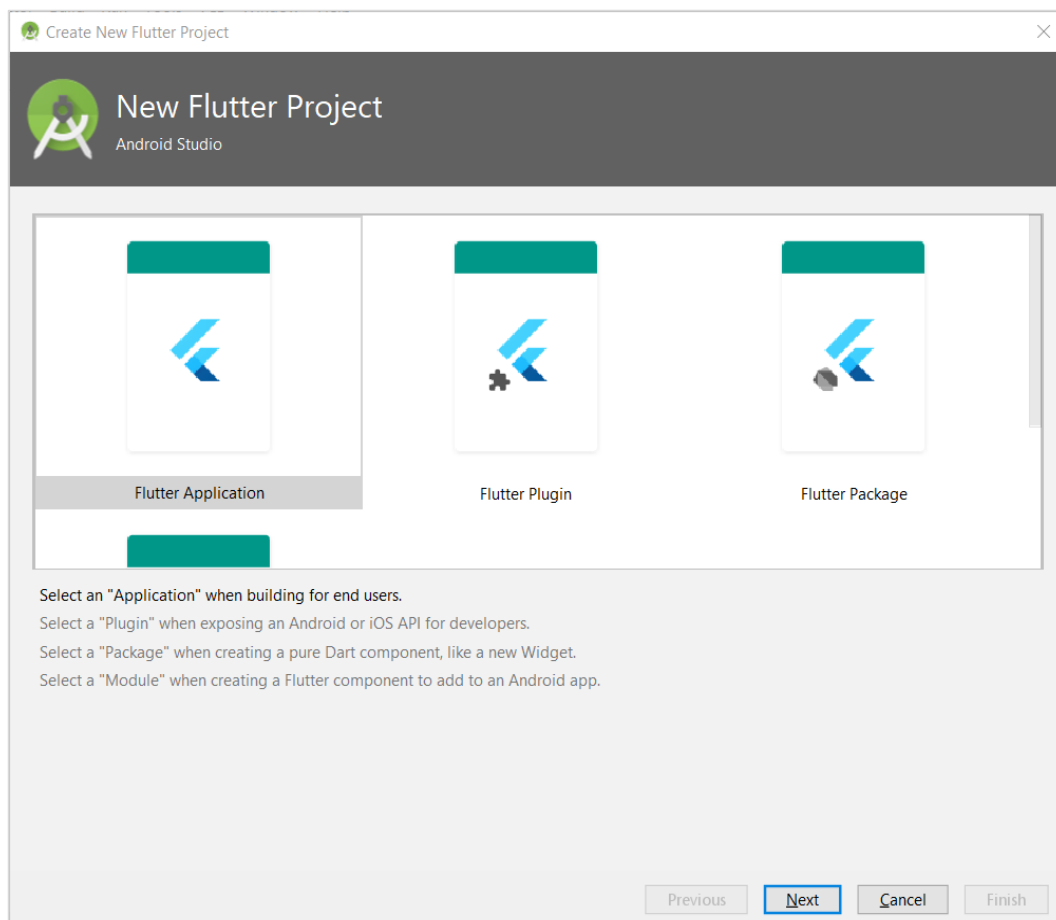 Create New Flutter Project
New Flutter Project
Android Studio
Flutter Application
Flutter Plugin
Flutter Package
Select an "Application" when building for end users.
Select a "Plugin" when exposing an Android or iOS API for developers.
Select a "Package" when creating a pure Dart component, like a new Widget.
Select a "Module" when creating a Flutter component to add to an Android app.
Previous Next Cancel Finish